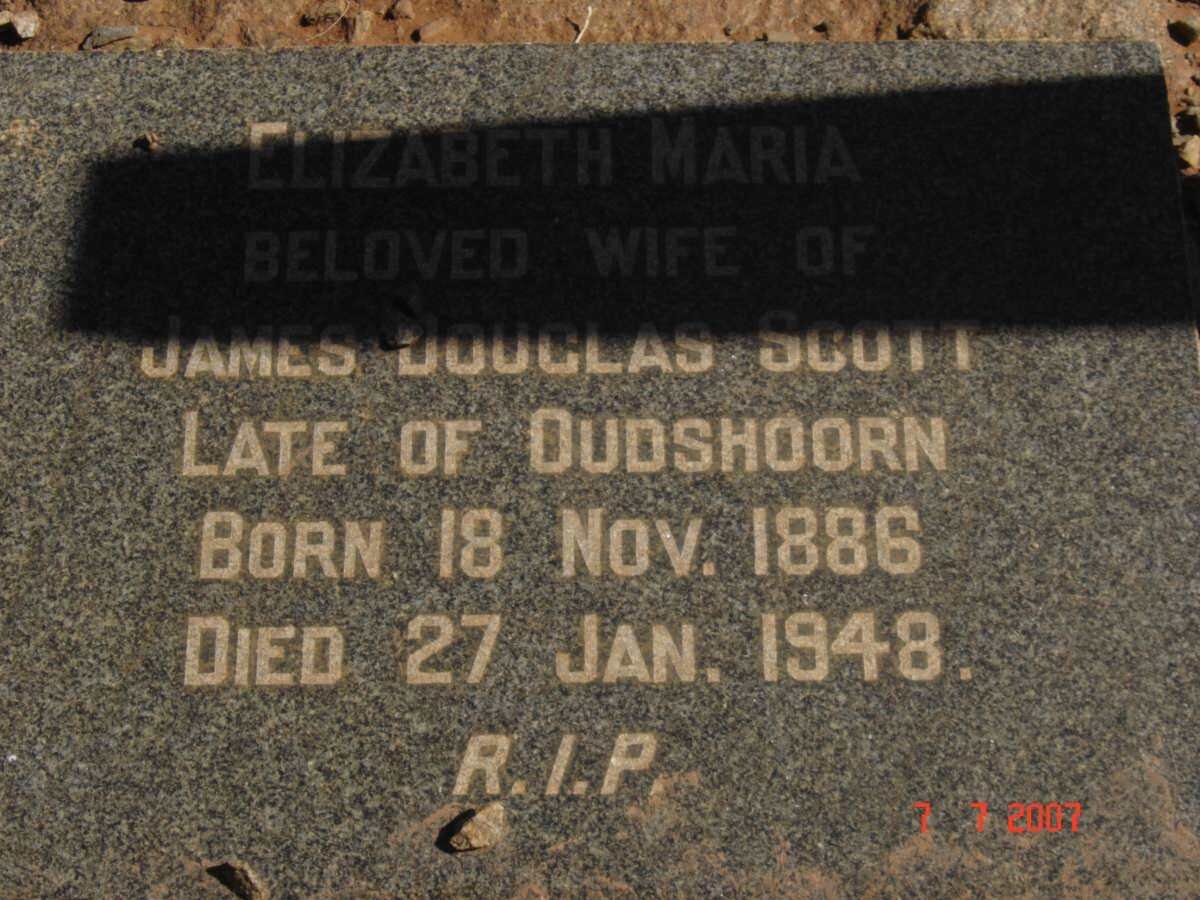 ELIZABETH MARIA
BELOVED WIFE OF
JAMES DOUGLAS SCOTT
LATE OF OUDSHOORN
BORN 18 NOV. 1886
DIED 27 JAN. 1948.
R.I.P.
7 7 2007